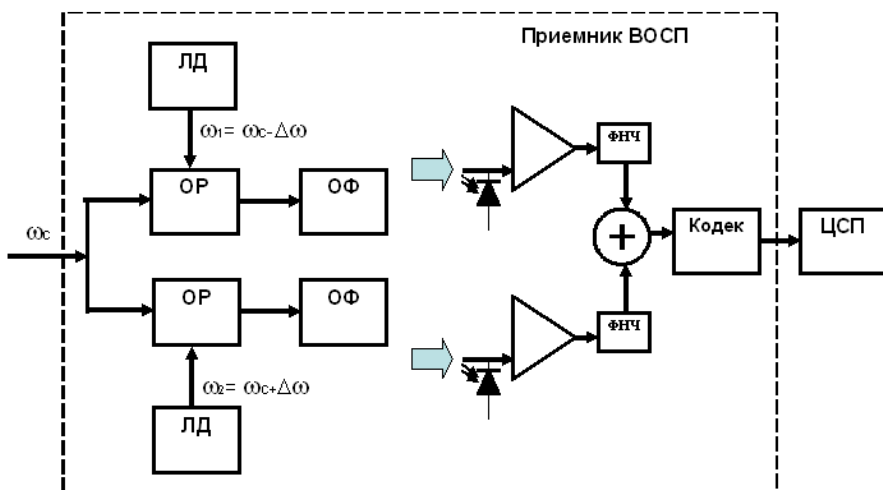 Приемник ВОСП
ЛД
ω₁= ωc-Δω
ОР
ОФ
ФНЧ
ωc
+
Кодек
ЦСП
ОР
ОФ
ФНЧ
ω₂= ωc+Δω
ЛД